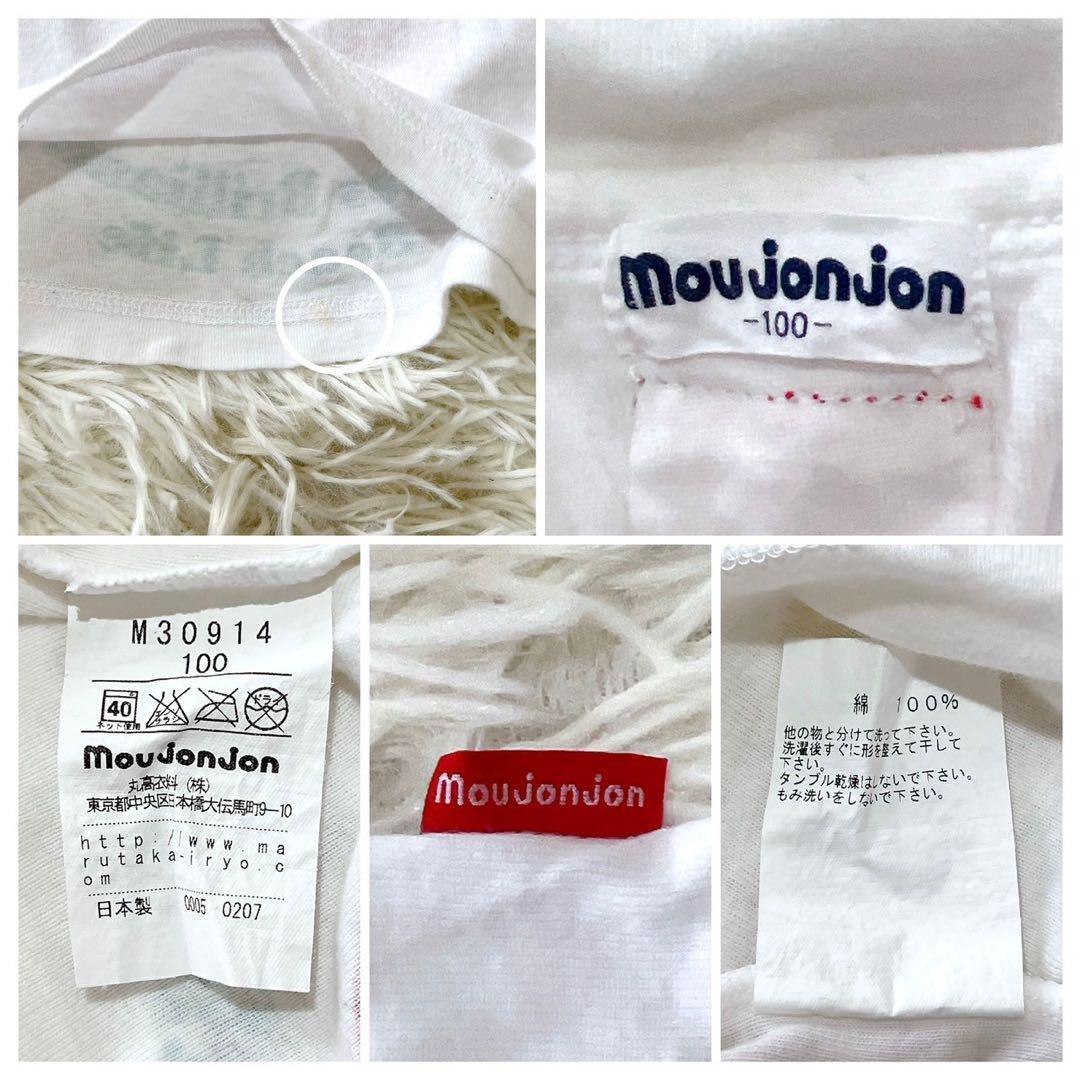 moujonjon
-100-
M30914
100
40
ネット使用
moujonjon
丸高衣料(株)
東京都中央区日本橋大伝馬町9-10
http://www.ma
rutaka-iryo.c
om
日本製 0005 0207
moujonjon
綿 100%
他の物と分けて洗って下さい。
洗濯後すぐに形を整えて干して
下さい。
タンブル乾燥はしないで下さい。
もみ洗いをしないで下さい。